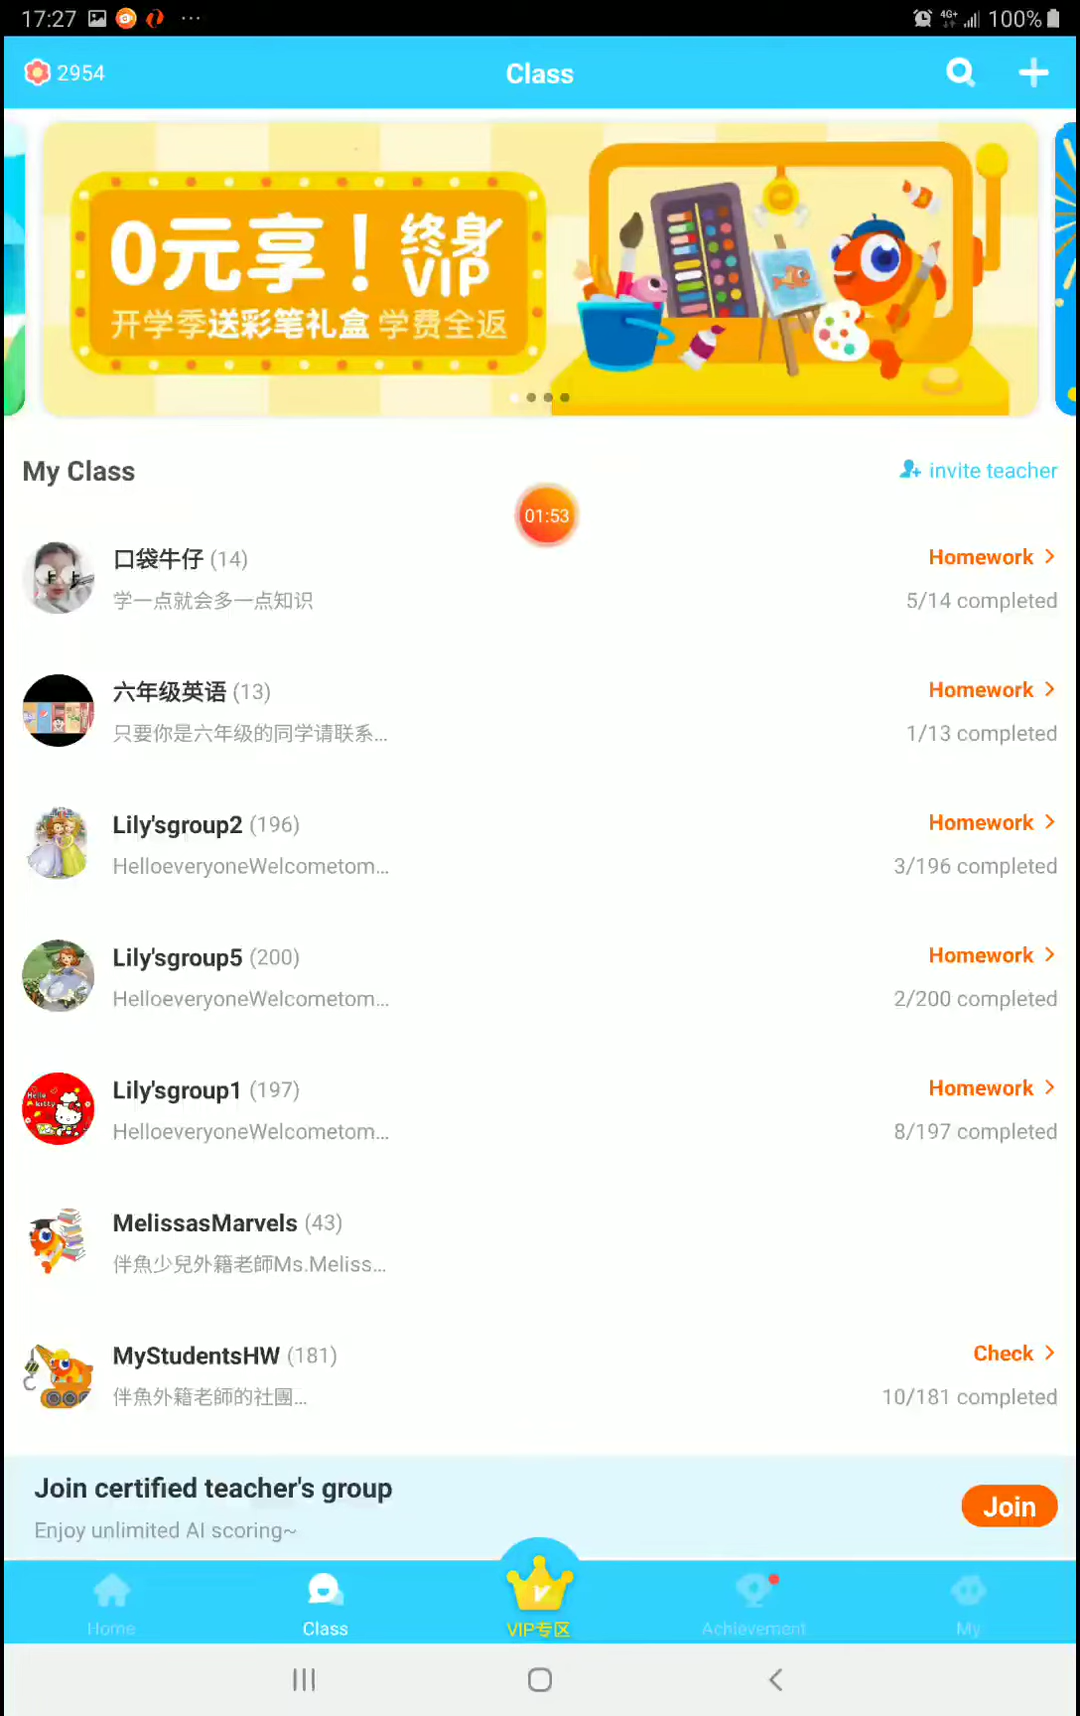 17:27
4G+
100%
2954
Class
0元享！终身VIP
开学季送彩笔礼盒 学费全返
My Class
invite teacher
01:53
口袋牛仔 (14)
Homework
学一点就会多一点知识
5/14 completed
六年级英语 (13)
Homework
只要你是六年级的同学请联系...
1/13 completed
Lily'sgroup2 (196)
Homework
HelloeveryoneWelcometom...
3/196 completed
Lily'sgroup5 (200)
Homework
HelloeveryoneWelcometom...
2/200 completed
Lily'sgroup1 (197)
Homework
HelloeveryoneWelcometom...
8/197 completed
MelissasMarvels (43)
伴魚少兒外籍老師Ms.Meliss...
MyStudentsHW (181)
Check
伴魚外籍老師的社團...
10/181 completed
Join certified teacher's group
Join
Enjoy unlimited AI scoring~
Home
Class
VIP专区
Achievement
My